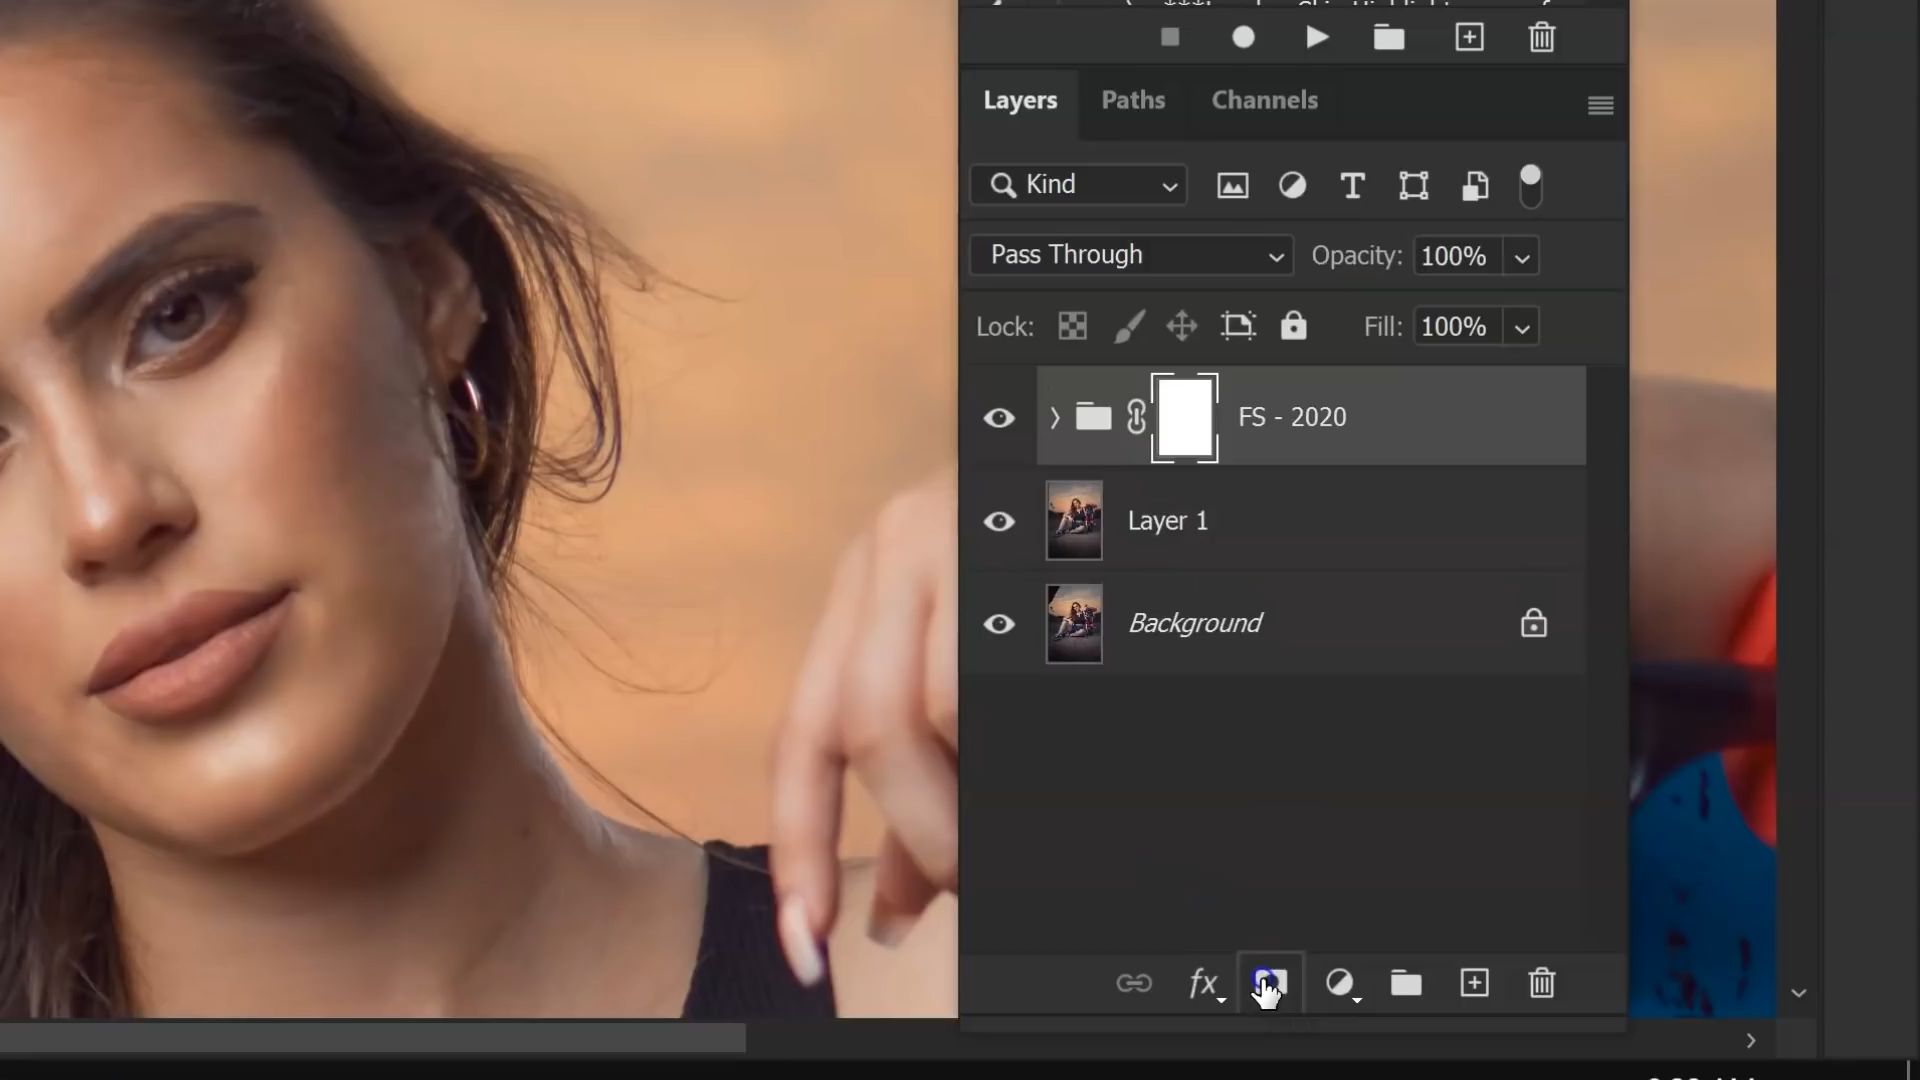 Layers Paths Channels
Kind
Pass Through Opacity: 100%
Lock: Fill: 100%
FS - 2020
Layer 1
Background
fx